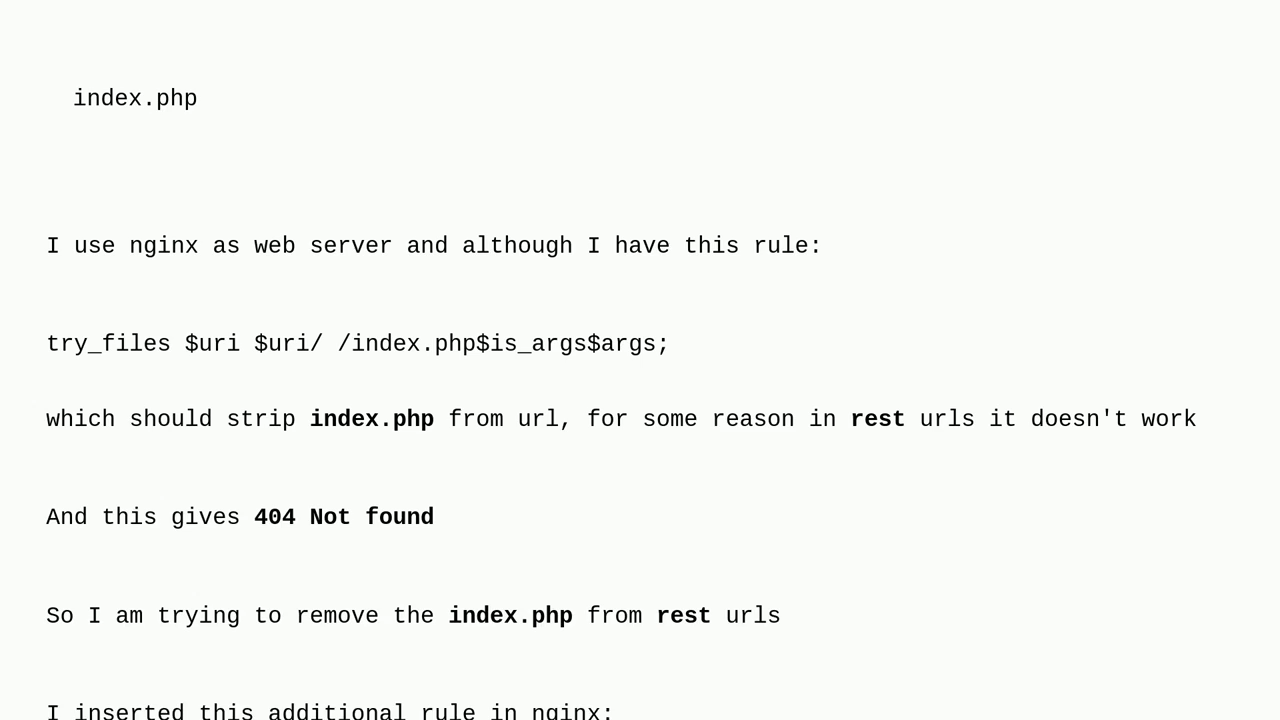 index.php
I use nginx as web server and although I have this rule:
try_files $uri $uri/ /index.php$is_args$args;
which should strip index.php from url, for some reason in rest urls it doesn't work
And this gives 404 Not found
So I am trying to remove the index.php from rest urls
I inserted this additional rule in nginx: